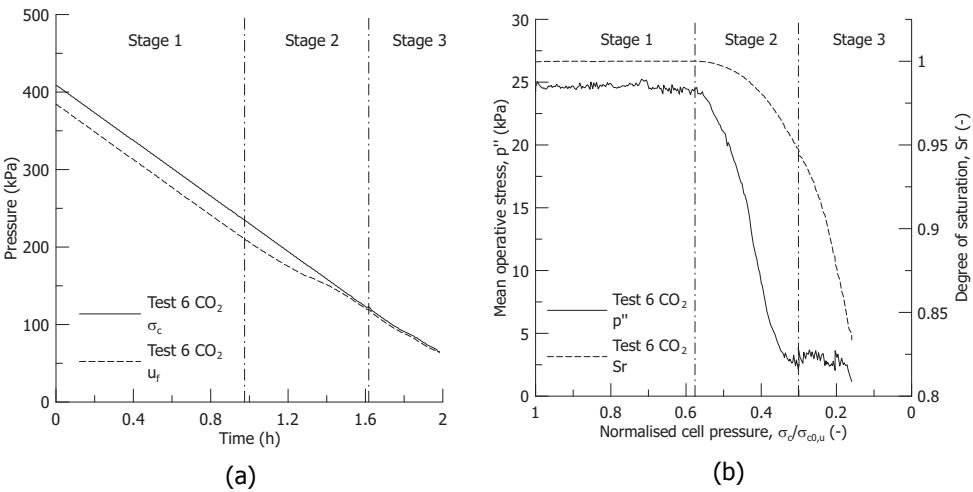 500
400
300
200
100
0
Pressure (kPa)
Stage 1
Stage 2
Stage 3
Test 6 CO₂
σc
Test 6 CO₂
uf
0
0.4
0.8
1.2
1.6
2
Time (h)
(a)
30
25
20
15
10
5
0
Mean operative stress, p" (kPa)
Stage 1
Stage 2
Stage 3
Test 6 CO₂
p"
Test 6 CO₂
Sr
1
0.95
0.9
0.85
0.8
Degree of saturation, Sr (-)
1
0.8
0.6
0.4
0.2
0
Normalised cell pressure, σc/σc0,u (-)
(b)